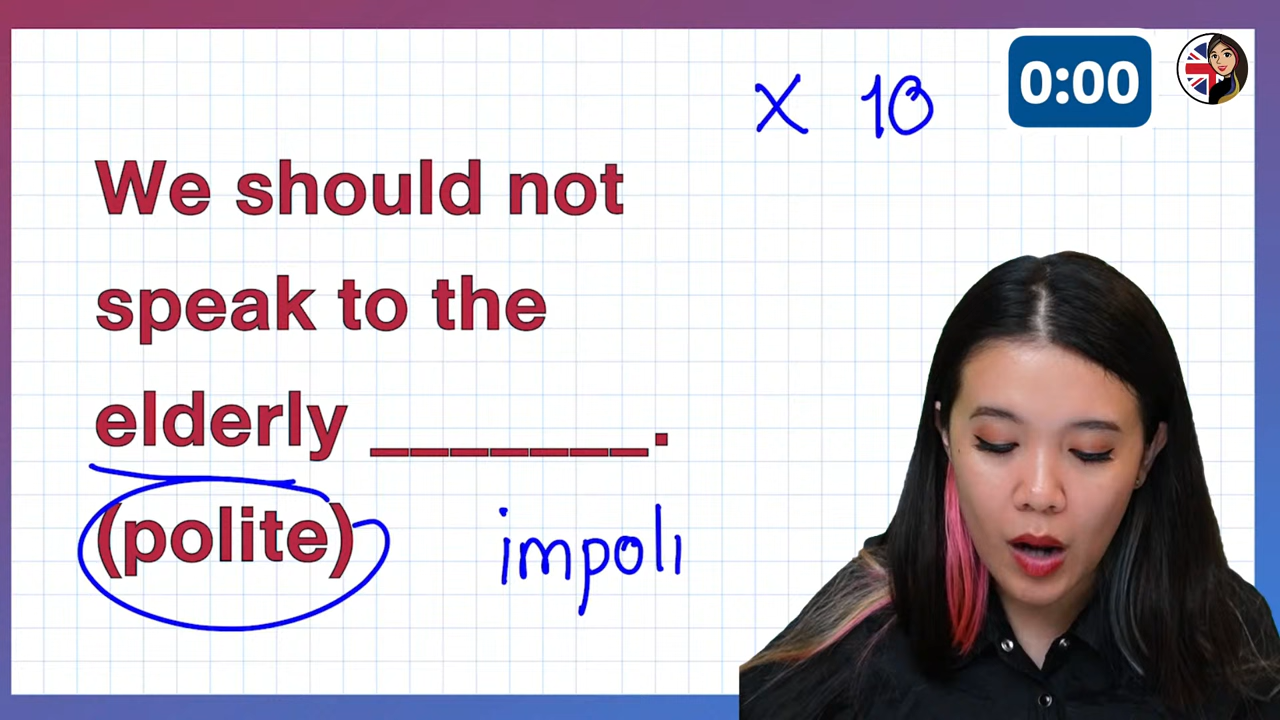 X 10
0:00
We should not
speak to the
elderly _______.
(polite)
impoli